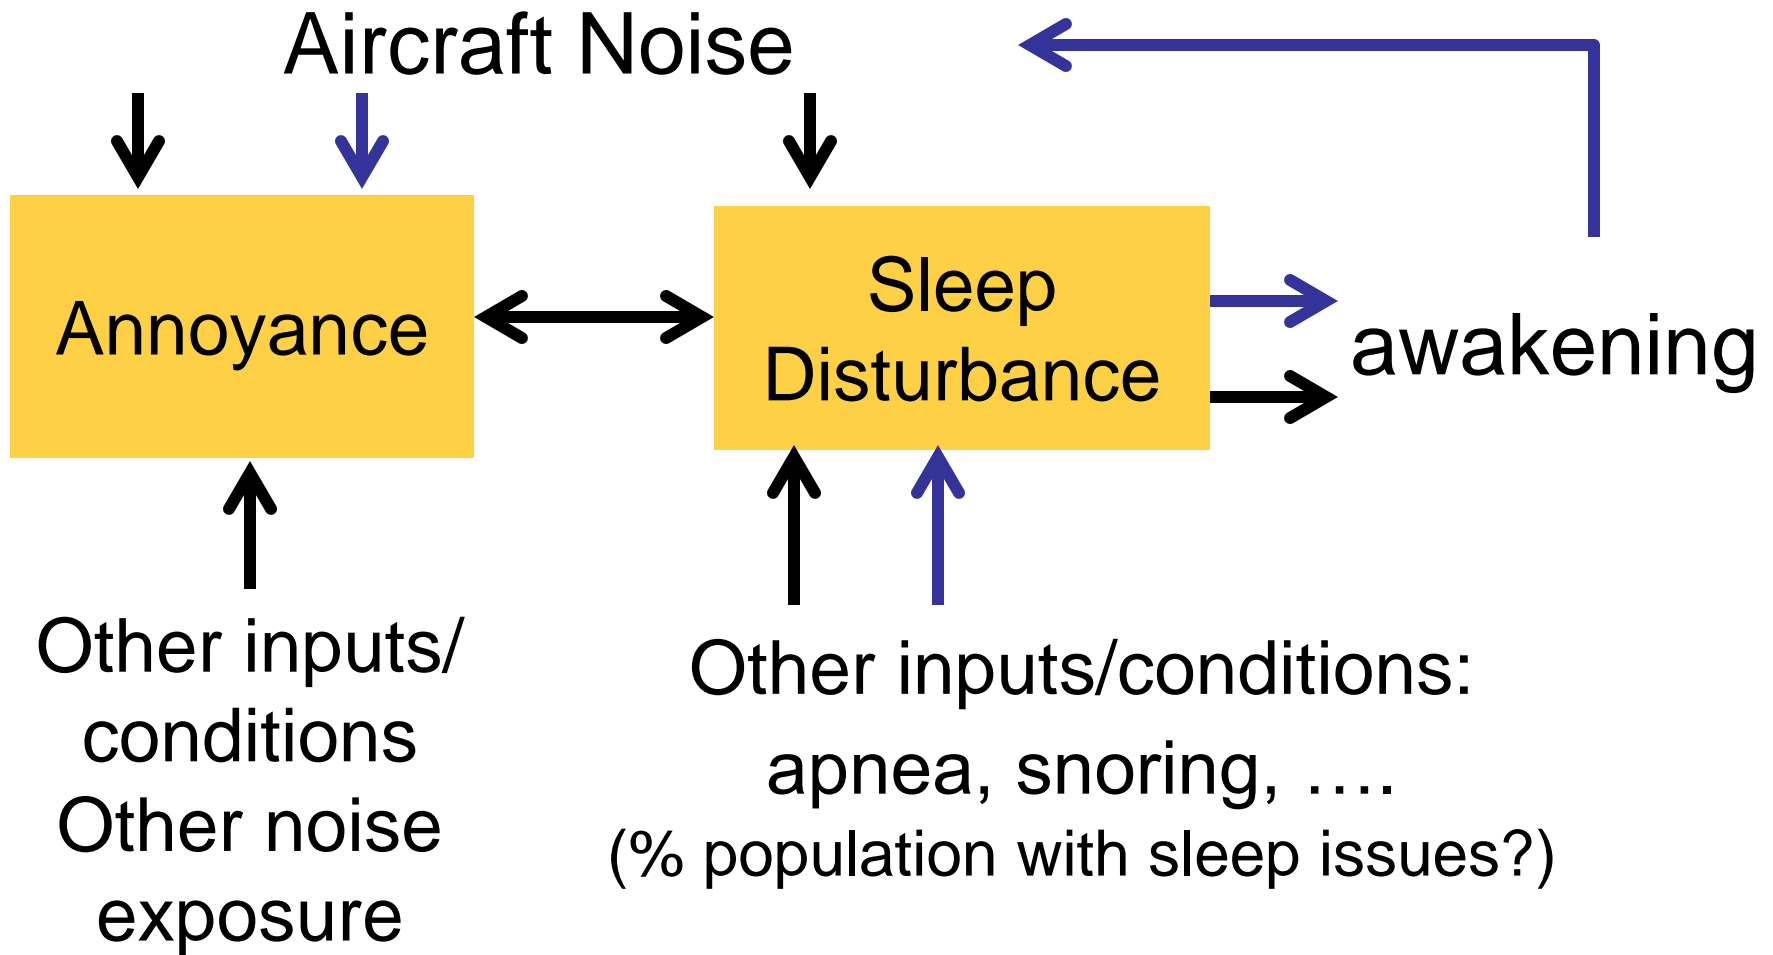 Aircraft Noise
Annoyance
Sleep
Disturbance
awakening
Other inputs/
conditions
Other noise
exposure
Other inputs/conditions:
apnea, snoring, ….
(% population with sleep issues?)